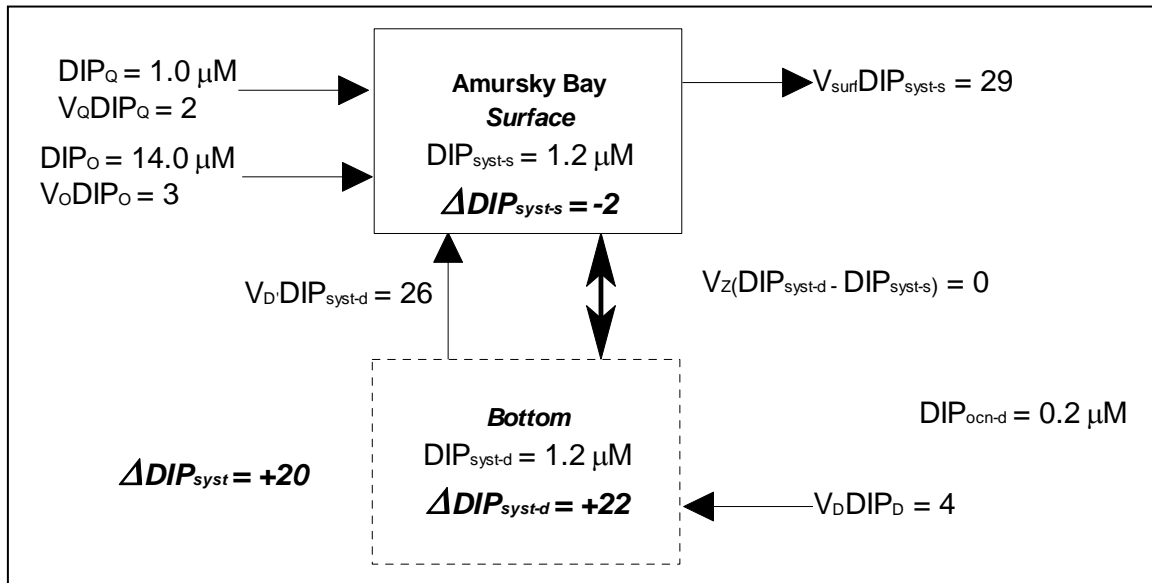 DIPQ = 1.0 μM
VQDIPQ = 2
DIPO = 14.0 μM
VODIPO = 3
Amursky Bay
Surface
DIPsyst-s = 1.2 μM
ΔDIPsyst-s = -2
VsurfDIPsyst-s = 29
VD'DIPsyst-d = 26
VZ(DIPsyst-d - DIPsyst-s) = 0
Bottom
DIPsyst-d = 1.2 μM
ΔDIPsyst-d = +22
ΔDIPsyst = +20
DIPocn-d = 0.2 μM
VDDIPD = 4